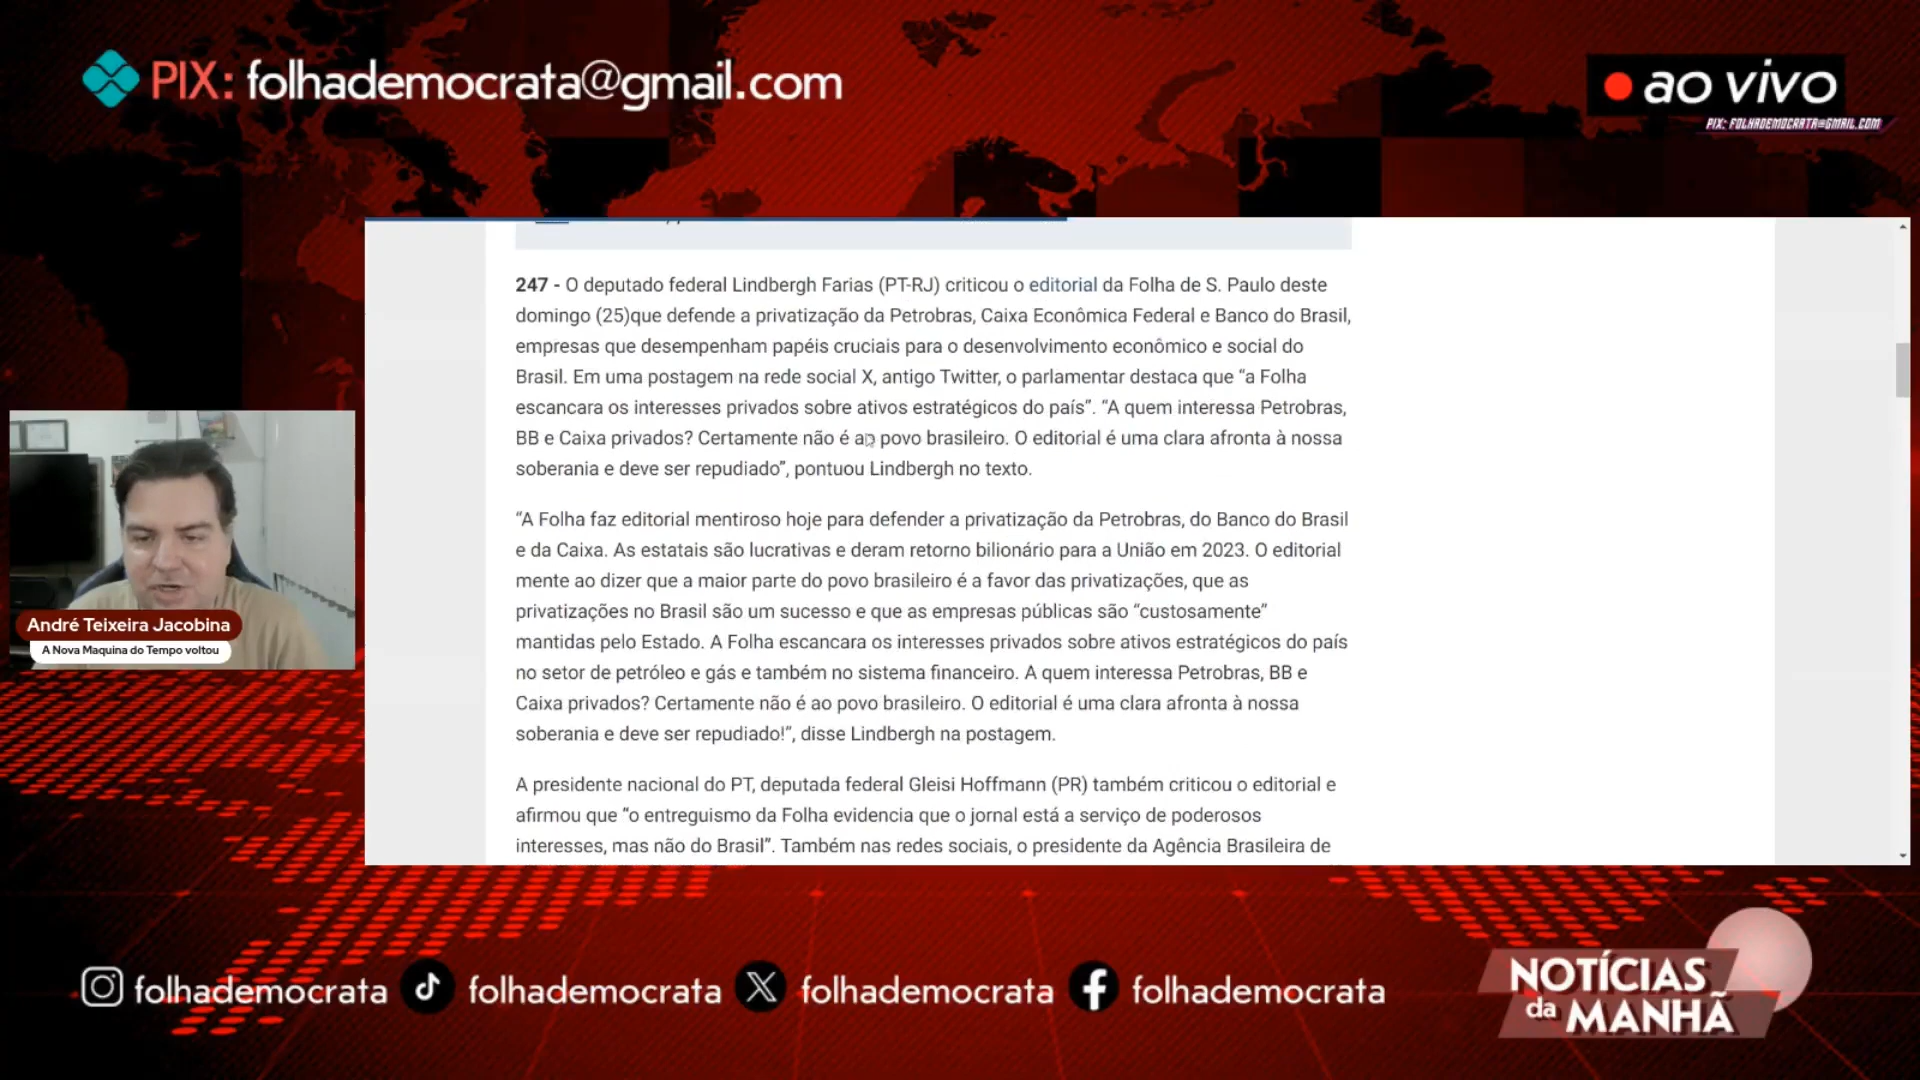 PIX: folhademocrata@gmail.com
ao vivo
PIX: FOLHADEMOCRATA@GMAIL.COM
247 - O deputado federal Lindbergh Farias (PT-RJ) criticou o editorial da Folha de S. Paulo deste
domingo (25)que defende a privatização da Petrobras, Caixa Econômica Federal e Banco do Brasil,
empresas que desempenham papéis cruciais para o desenvolvimento econômico e social do
Brasil. Em uma postagem na rede social X, antigo Twitter, o parlamentar destaca que “a Folha
escancara os interesses privados sobre ativos estratégicos do país”. “A quem interessa Petrobras,
BB e Caixa privados? Certamente não é ao povo brasileiro. O editorial é uma clara afronta à nossa
soberania e deve ser repudiado”, pontuou Lindbergh no texto.
“A Folha faz editorial mentiroso hoje para defender a privatização da Petrobras, do Banco do Brasil
e da Caixa. As estatais são lucrativas e deram retorno bilionário para a União em 2023. O editorial
mente ao dizer que a maior parte do povo brasileiro é a favor das privatizações, que as
privatizações no Brasil são um sucesso e que as empresas públicas são “custosamente”
mantidas pelo Estado. A Folha escancara os interesses privados sobre ativos estratégicos do país
no setor de petróleo e gás e também no sistema financeiro. A quem interessa Petrobras, BB e
Caixa privados? Certamente não é ao povo brasileiro. O editorial é uma clara afronta à nossa
soberania e deve ser repudiado!”, disse Lindbergh na postagem.
A presidente nacional do PT, deputada federal Gleisi Hoffmann (PR) também criticou o editorial e
afirmou que “o entreguismo da Folha evidencia que o jornal está a serviço de poderosos
interesses, mas não do Brasil”. Também nas redes sociais, o presidente da Agência Brasileira de
André Teixeira Jacobina
A Nova Maquina do Tempo voltou
folhademocrata folhademocrata folhademocrata folhademocrata
NOTÍCIAS
da MANHÃ